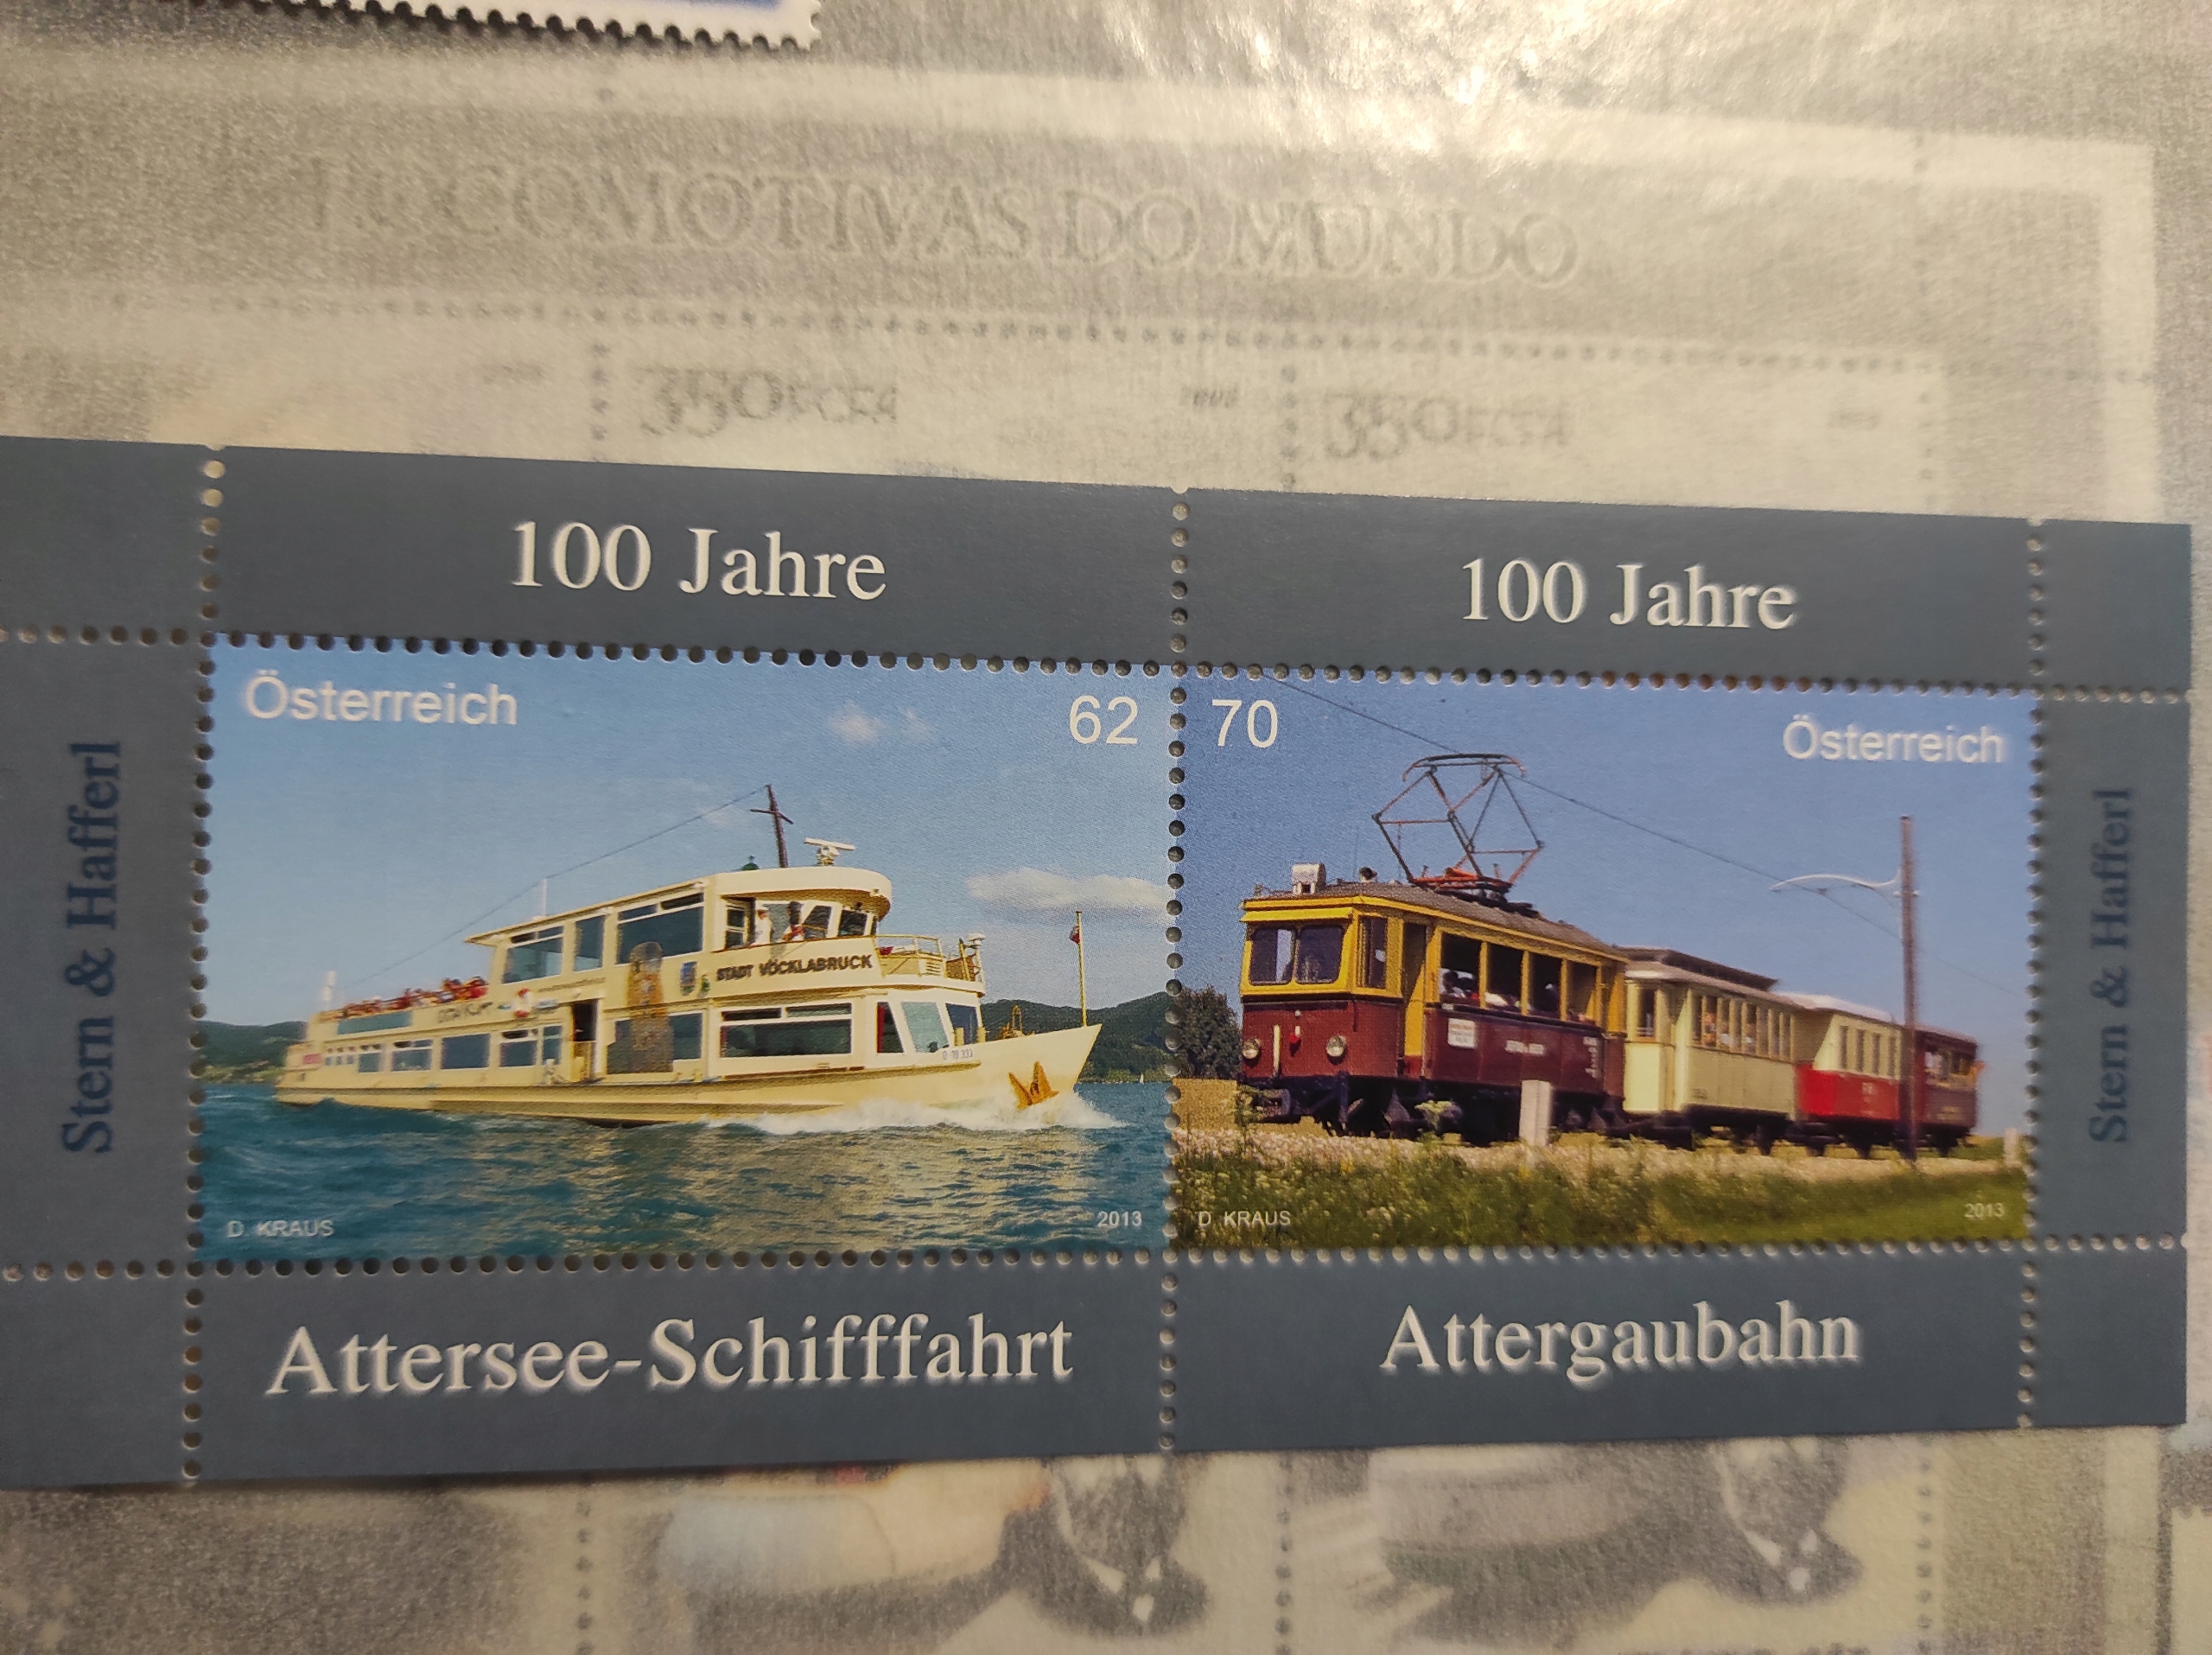 LOCOMOTIVAS DO MUNDO
100 Jahre
100 Jahre
Österreich
62
70
Österreich
Stern & Hafferl
STADT VÖCKLABRUCK
Stern & Hafferl
D KRAUS
2013
D KRAUS
2013
Attersee-Schifffahrt
Attergaubahn